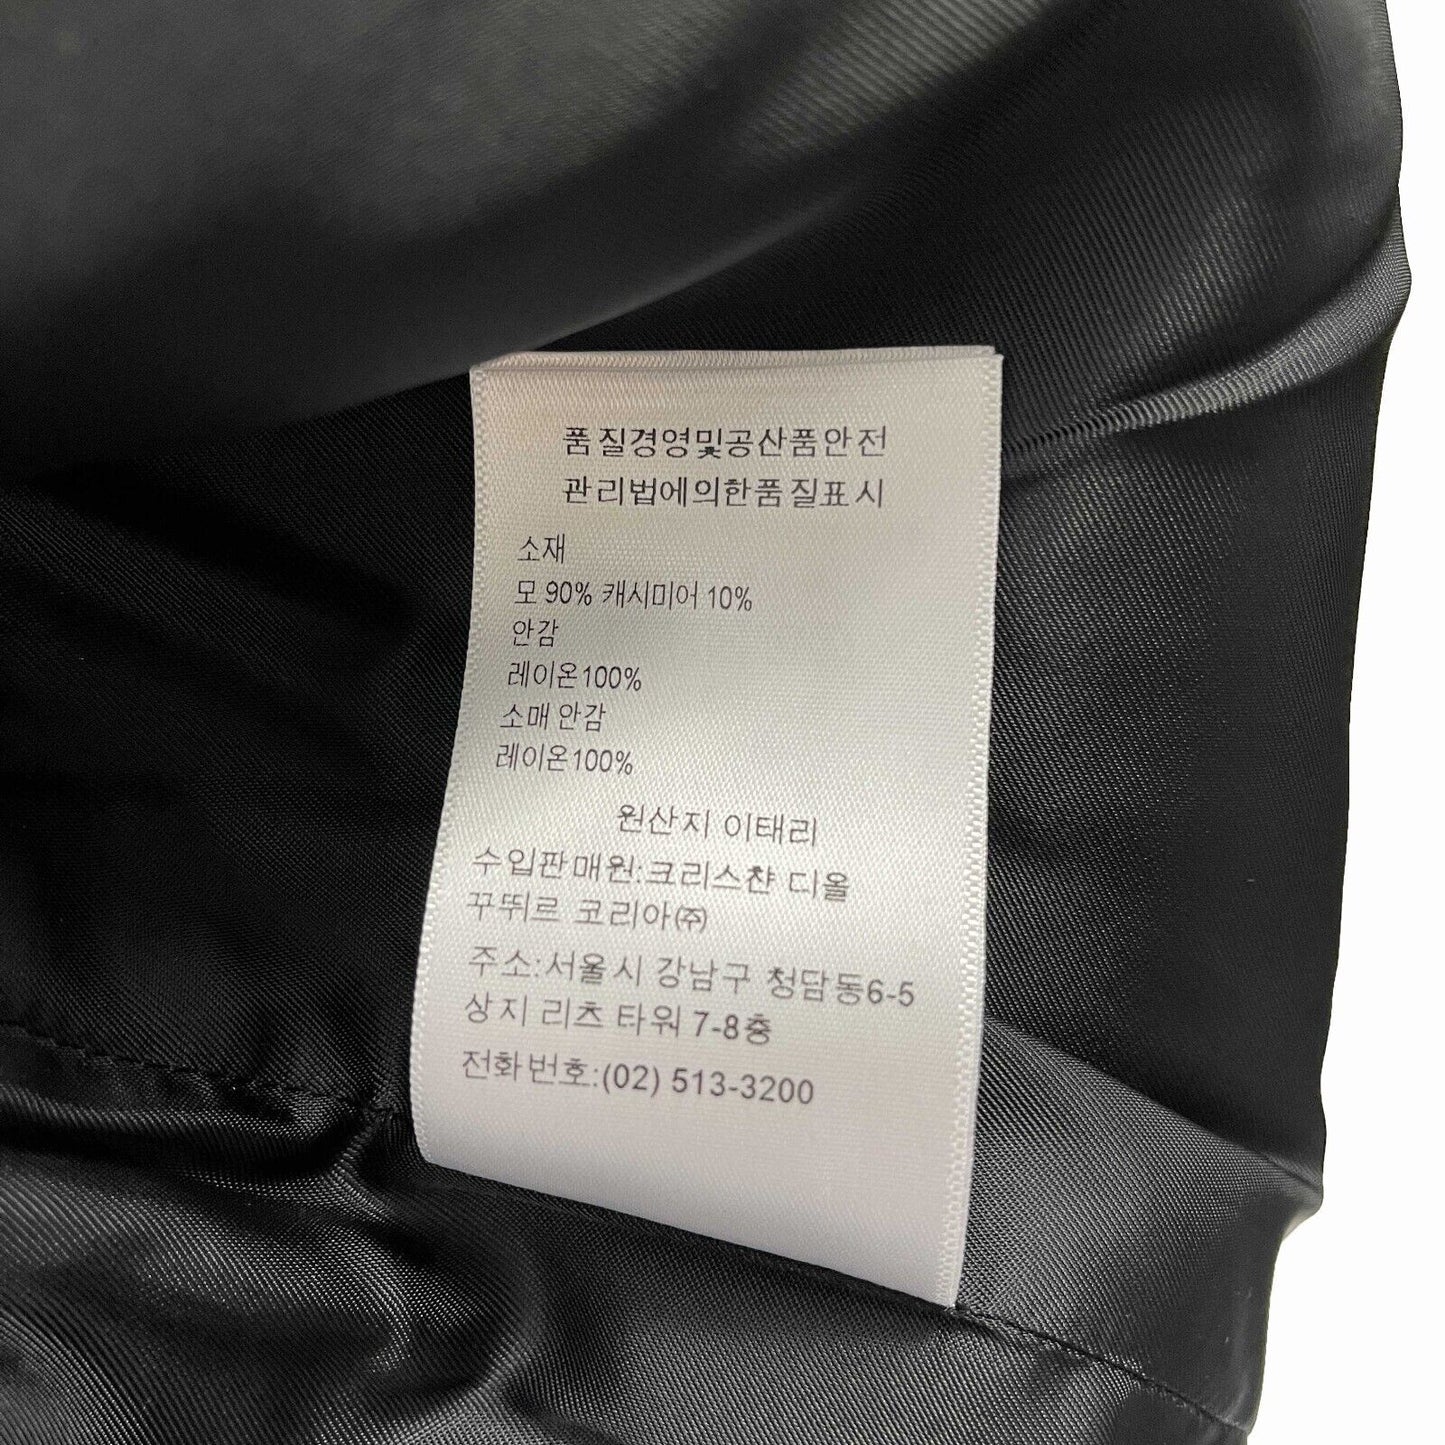 품질경영및공산품안전
관리법에의한품질표시
소재
모 90% 캐시미어 10%
안감
레이온100%
소매 안감
레이온100%
원산지 이태리
수입판매원:크리스챤 디올
꾸뛰르 코리아㈜
주소:서울시 강남구 청담동6-5
상지 리츠 타워 7-8층
전화번호:(02) 513-3200